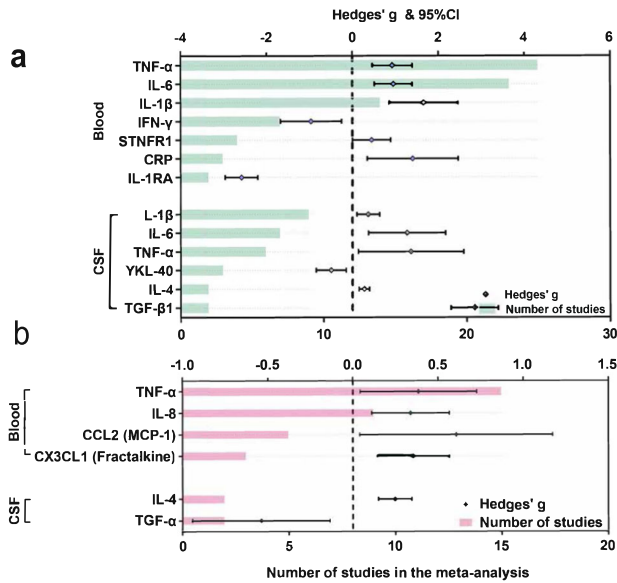 Hedges' g & 95%CI
-4 -2 0 2 4 6
a
Blood
TNF-α
IL-6
IL-1β
IFN-γ
STNFR1
CRP
IL-1RA
CSF
L-1β
IL-6
TNF-α
YKL-40
IL-4
TGF-β1
Hedges' g
Number of studies
0 10 20 30
b
-1.0 -0.5 0.0 0.5 1.0 1.5
Blood
TNF-α
IL-8
CCL2 (MCP-1)
CX3CL1 (Fractalkine)
CSF
IL-4
TGF-α
Hedges' g
Number of studies
0 5 10 15 20
Number of studies in the meta-analysis